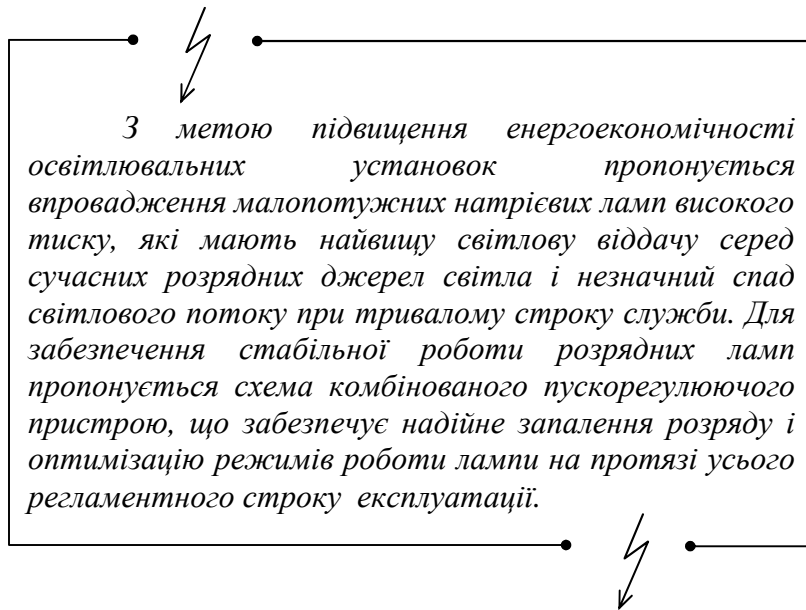 З метою підвищення енергоекономічності
освітлювальних установок пропонується
впровадження малопотужних натрієвих ламп високого
тиску, які мають найвищу світлову віддачу серед
сучасних розрядних джерел світла і незначний спад
світлового потоку при тривалому строку служби. Для
забезпечення стабільної роботи розрядних ламп
пропонується схема комбінованого пускорегулюючого
пристрою, що забезпечує надійне запалення розряду і
оптимізацію режимів роботи лампи на протязі усього
регламентного строку експлуатації.